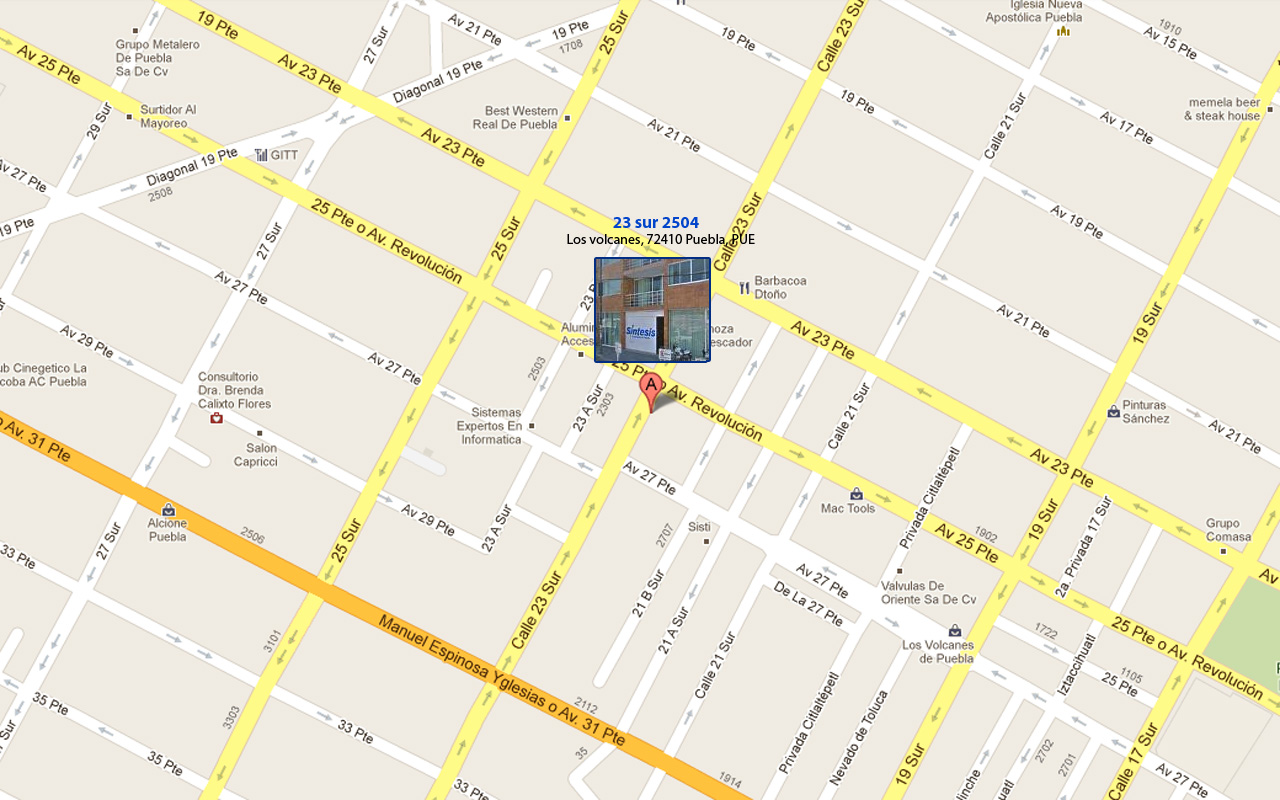 Iglesia Nueva
Apostólica Puebla
19 Pte
27 Sur
Av 21 Pte
19 Pte
1708
25 Sur
19 Pte
Calle 23 Sur
1910
Av 15 Pte
Grupo Metalero
De Puebla
Sa De Cv
Av 25 Pte
Av 23 Pte
Diagonal 19 Pte
19 Pte
Calle 21 Sur
memela beer
& steak house
Surtidor Al
Mayoreo
29 Sur
Best Western
Real De Puebla
Av 23 Pte
Av 21 Pte
Av 17 Pte
GITT
Diagonal 19 Pte
2508
Av 27 Pte
19 Pte
25 Pte o Av. Revolución
25 Sur
27 Sur
23 sur 2504
Los volcanes, 72410 Puebla, PUE
Calle 23 Sur
Av 19 Pte
Av 27 Pte
Barbacoa
Dtoño
Síntesis
Av 29 Pte
Av 27 Pte
Av 23 Pte
Av 21 Pte
19 Sur
Cinegetico La
AC Puebla
Consultorio
Dra. Brenda
Calixto Flores
2503
23 A Sur
2303
A
25 Pte o Av. Revolución
Calle 21 Sur
Pinturas
Sánchez
Av 21 Pte
Sistemas
Expertos En
Informatica
o Av. 31 Pte
Salon
Capricci
Av 27 Pte
Av 23 Pte
Mac Tools
Privada Citlaltépetl
Alcione
Puebla
2506
27 Sur
25 Sur
Av 29 Pte
23 A Sur
2707
Sisti
Av 25 Pte
1902
19 Sur
2a. Privada 17 Sur
Grupo
Comasa
Av
33 Pte
Calle 23 Sur
21 B Sur
21 A Sur
Calle 21 Sur
Av 27 Pte
De La 27 Pte
Valvulas De
Oriente Sa De Cv
Los Volcanes
de Puebla
1722
25 Pte
1105
25 Pte o Av. Revolución
Iztaccihuatl
3101
Manuel Espinosa Yglesias o Av. 31 Pte
2112
35 Pte
3303
33 Pte
35 Pte
33 Pte
35
1914
Privada Citlaltépetl
Nevado de Toluca
19 Sur
2702
2701
Calle 17 Sur
Av 27 Pte